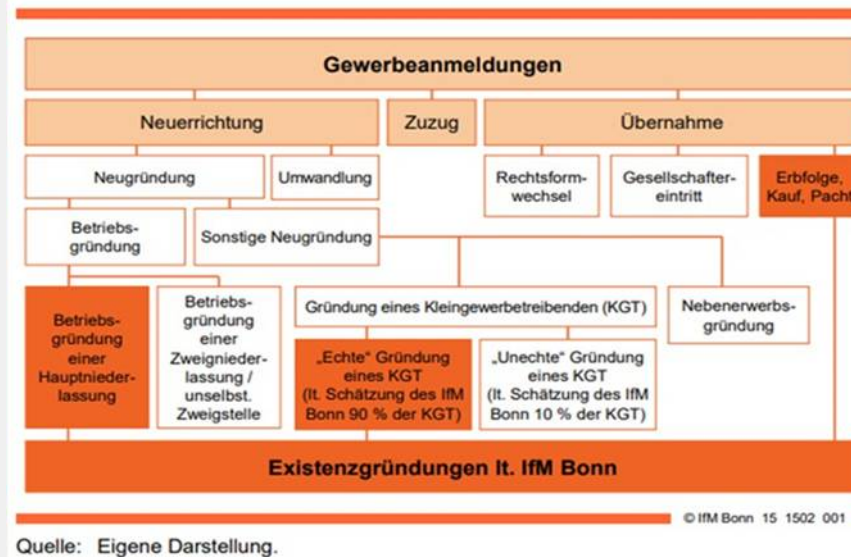 Gewerbeanmeldungen
Neuerrichtung
Zuzug
Übernahme
Neugründung
Umwandlung
Rechtsform-
wechsel
Gesellschafter-
eintritt
Erbfolge,
Kauf, Pacht
Betriebs-
gründung
Sonstige Neugründung
Betriebs-
gründung
einer
Hauptnieder-
lassung
Betriebs-
gründung
einer
Zweignieder-
lassung /
unselbst.
Zweigstelle
Gründung eines Kleingewerbetreibenden (KGT)
Nebenerwerbs-
gründung
„Echte“ Gründung
eines KGT
(lt. Schätzung des IfM
Bonn 90 % der KGT)
„Unechte“ Gründung
eines KGT
(lt. Schätzung des IfM
Bonn 10 % der KGT)
Existenzgründungen lt. IfM Bonn
© IfM Bonn 15 1502 001
Quelle: Eigene Darstellung.